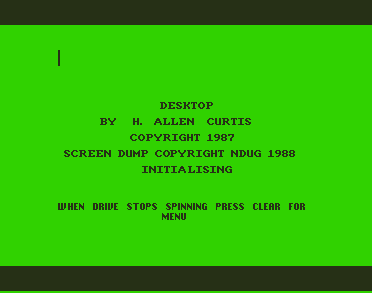 DESKTOP
BY H. ALLEN CURTIS
COPYRIGHT 1987
SCREEN DUMP COPYRIGHT NDUG 1988
INITIALISING
WHEN DRIVE STOPS SPINNING PRESS CLEAR FOR
MENU